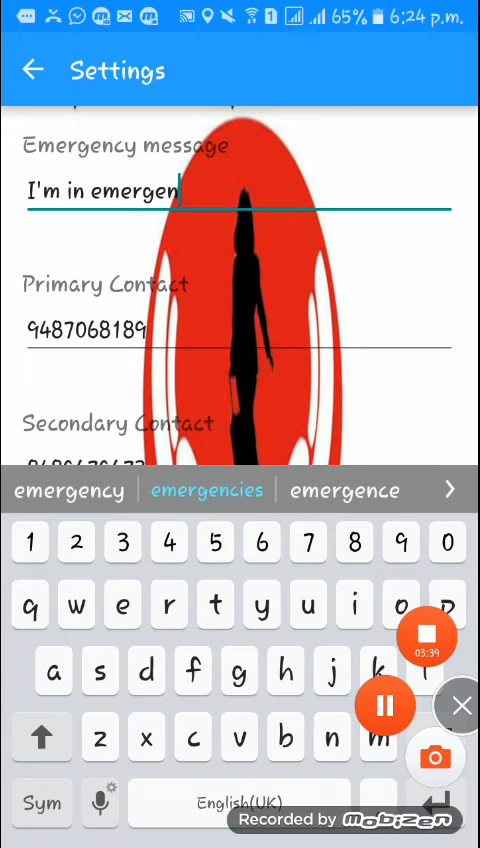 65% 6:24 p.m.
Settings
Emergency message
I'm in emergen
Primary Contact
9487068189
Secondary Contact
emergency emergencies emergence
1 2 3 4 5 6 7 8 9 0
q w e r t y u i o p
03:39
a s d f g h j k l
z x c v b n m
Sym English(UK)
Recorded by mobizen